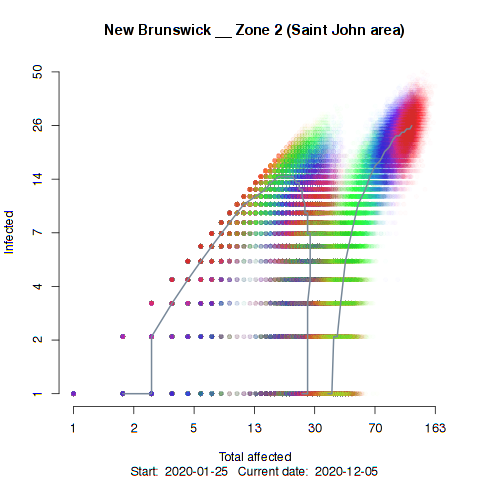 New Brunswick __ Zone 2 (Saint John area)
50
26
14
7
4
2
1
Infected
1 2 5 13 30 70 163
Total affected
Start: 2020-01-25 Current date: 2020-12-05